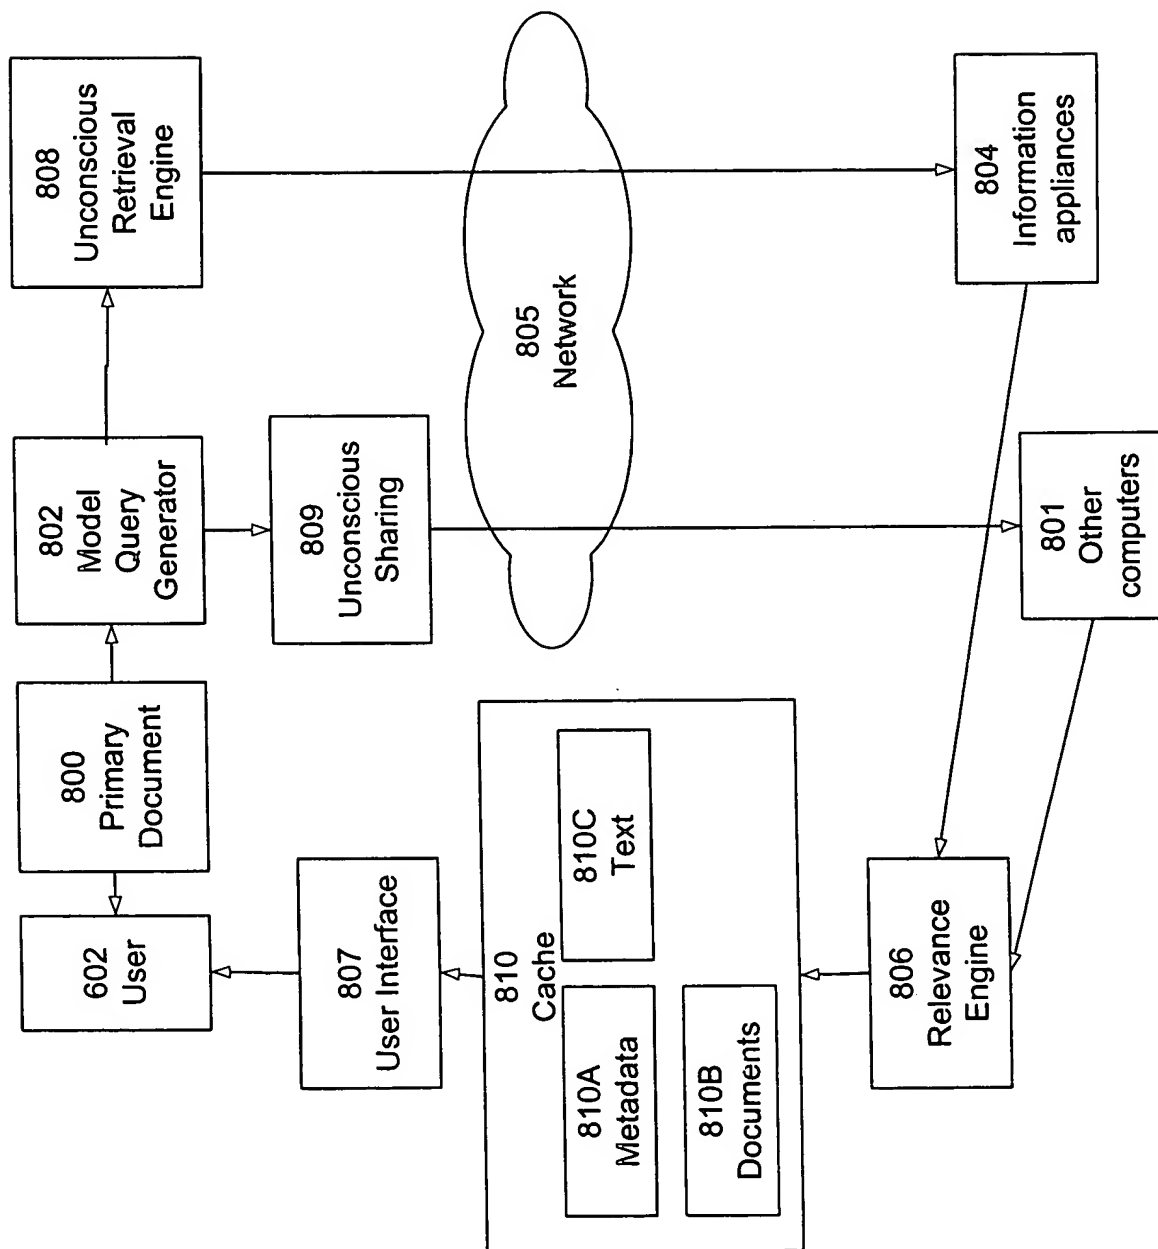 602
User
800
Primary
Document
802
Model
Query
Generator
808
Unconscious
Retrieval
Engine
807
User Interface
809
Unconscious
Sharing
810
Cache
810A
Metadata
810C
Text
810B
Documents
805
Network
806
Relevance
Engine
801
Other
computers
804
Information
appliances